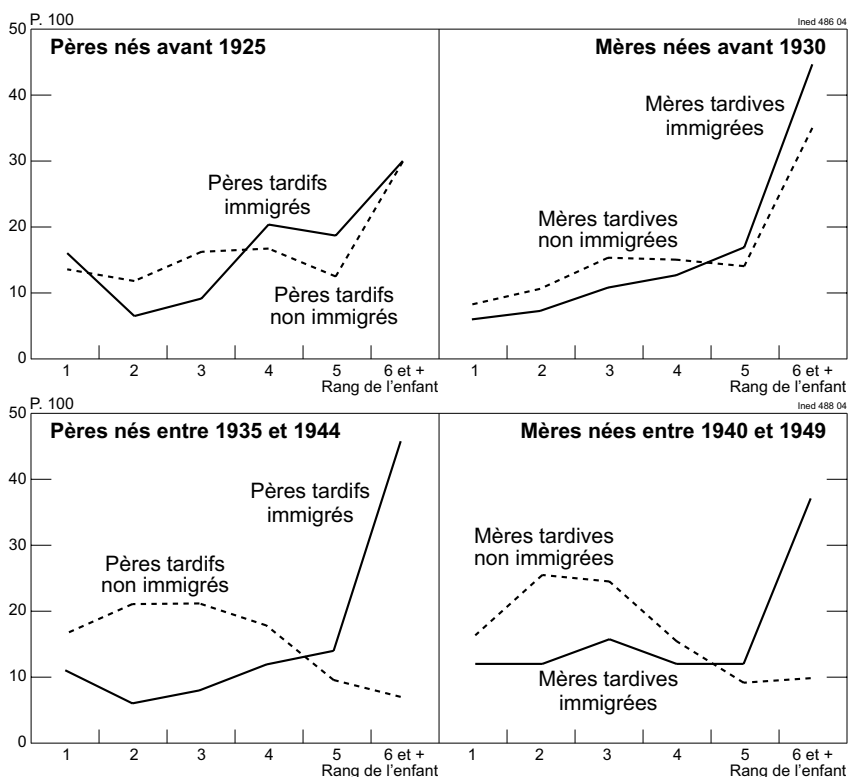 P. 100
Ined 486 04
50
40
30
20
10
0
Pères nés avant 1925
Pères tardifs
immigrés
Pères tardifs
non immigrés
1 2 3 4 5 6 et +
Rang de l'enfant
Mères nées avant 1930
Mères tardives
immigrées
Mères tardives
non immigrées
1 2 3 4 5 6 et +
Rang de l'enfant
P. 100
Ined 488 04
50
40
30
20
10
0
Pères nés entre 1935 et 1944
Pères tardifs
immigrés
Pères tardifs
non immigrés
1 2 3 4 5 6 et +
Rang de l'enfant
Mères nées entre 1940 et 1949
Mères tardives
non immigrées
Mères tardives
immigrées
1 2 3 4 5 6 et +
Rang de l'enfant